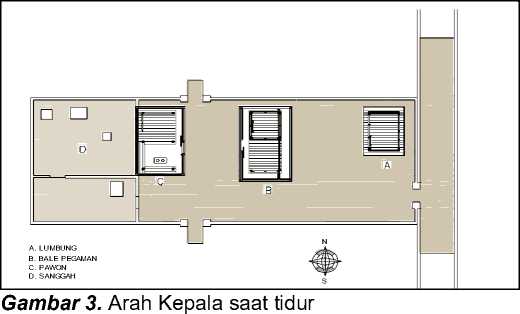 D
C
B
A
A. LUMBUNG
B. BALE PEGAMAN
C. PAWON
D. SANGGAH
N
S
Gambar 3. Arah Kepala saat tidur